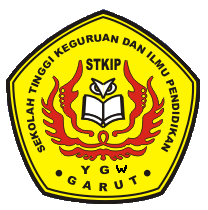 SEKOLAH TINGGI KEGURUAN DAN ILMU PENDIDIKAN
STKIP
Y G W
• G A R U T •